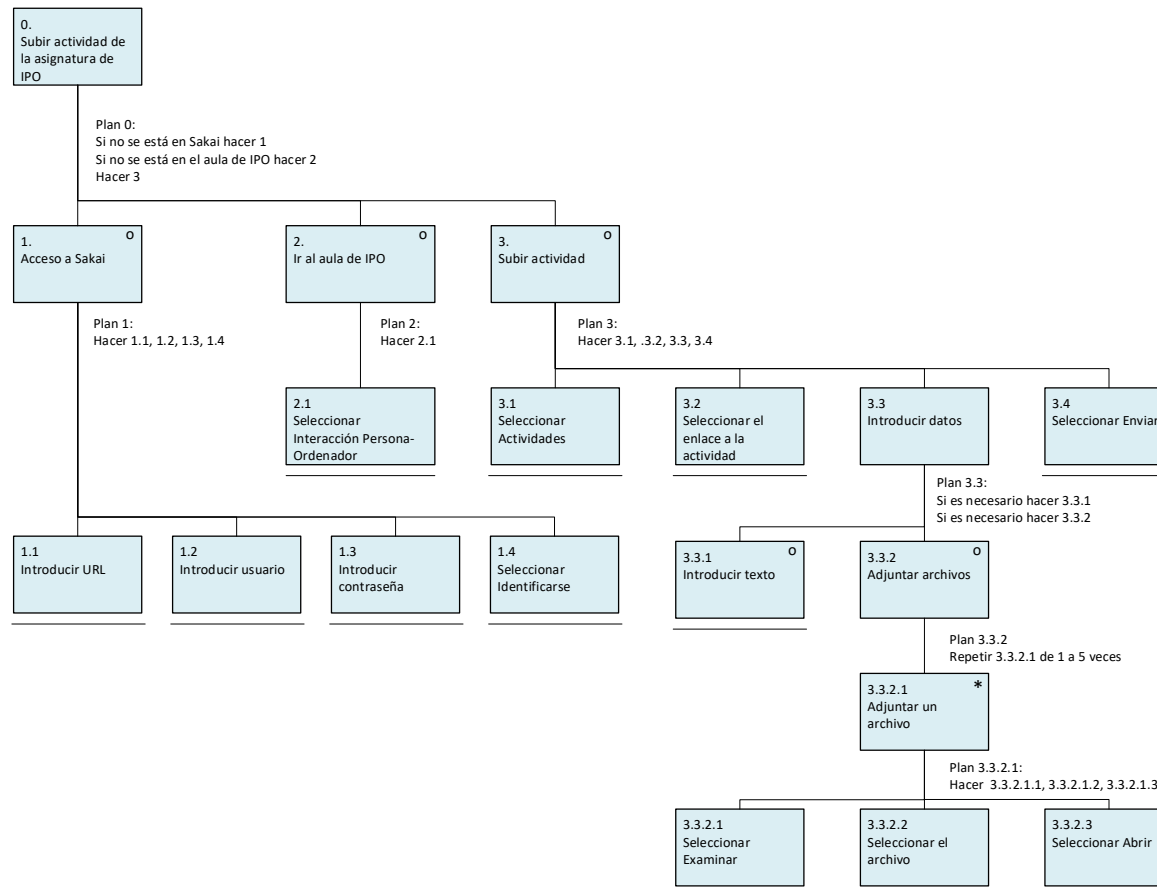 0.
Subir actividad de
la asignatura de
IPO
Plan 0:
Si no se está en Sakai hacer 1
Si no se está en el aula de IPO hacer 2
Hacer 3
1.
o
Acceso a Sakai
2.
o
Ir al aula de IPO
3.
o
Subir actividad
Plan 1:
Hacer 1.1, 1.2, 1.3, 1.4
Plan 2:
Hacer 2.1
Plan 3:
Hacer 3.1, .3.2, 3.3, 3.4
2.1
Seleccionar
Interacción Persona-
Ordenador
3.1
Seleccionar
Actividades
3.2
Seleccionar el
enlace a la
actividad
3.3
Introducir datos
3.4
Seleccionar Enviar
Plan 3.3:
Si es necesario hacer 3.3.1
Si es necesario hacer 3.3.2
1.1
Introducir URL
1.2
Introducir usuario
1.3
Introducir
contraseña
1.4
Seleccionar
Identificarse
3.3.1
o
Introducir texto
3.3.2
o
Adjuntar archivos
Plan 3.3.2
Repetir 3.3.2.1 de 1 a 5 veces
3.3.2.1
*
Adjuntar un
archivo
Plan 3.3.2.1:
Hacer 3.3.2.1.1, 3.3.2.1.2, 3.3.2.1.3
3.3.2.1
Seleccionar
Examinar
3.3.2.2
Seleccionar el
archivo
3.3.2.3
Seleccionar Abrir